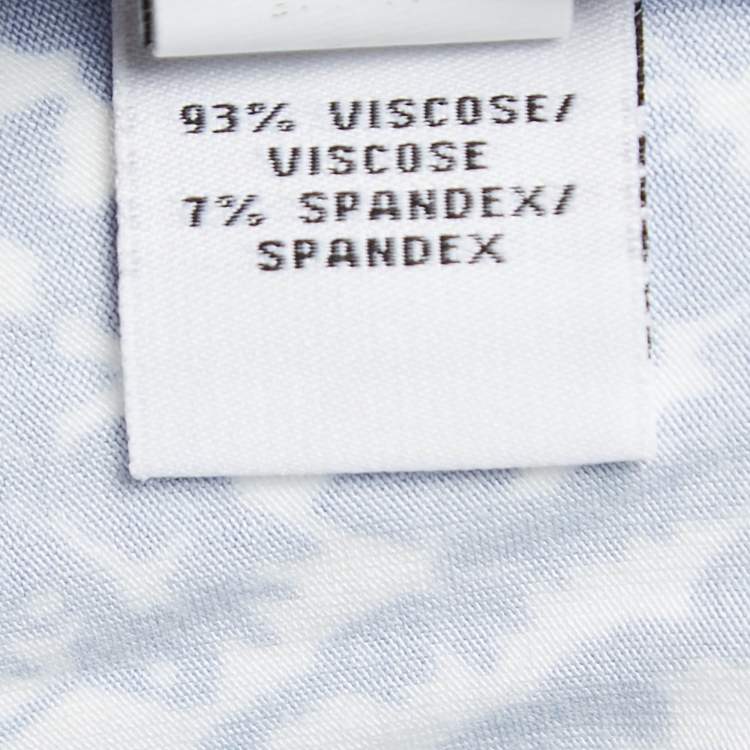 93% VISCOSE/
VISCOSE
7% SPANDEX/
SPANDEX